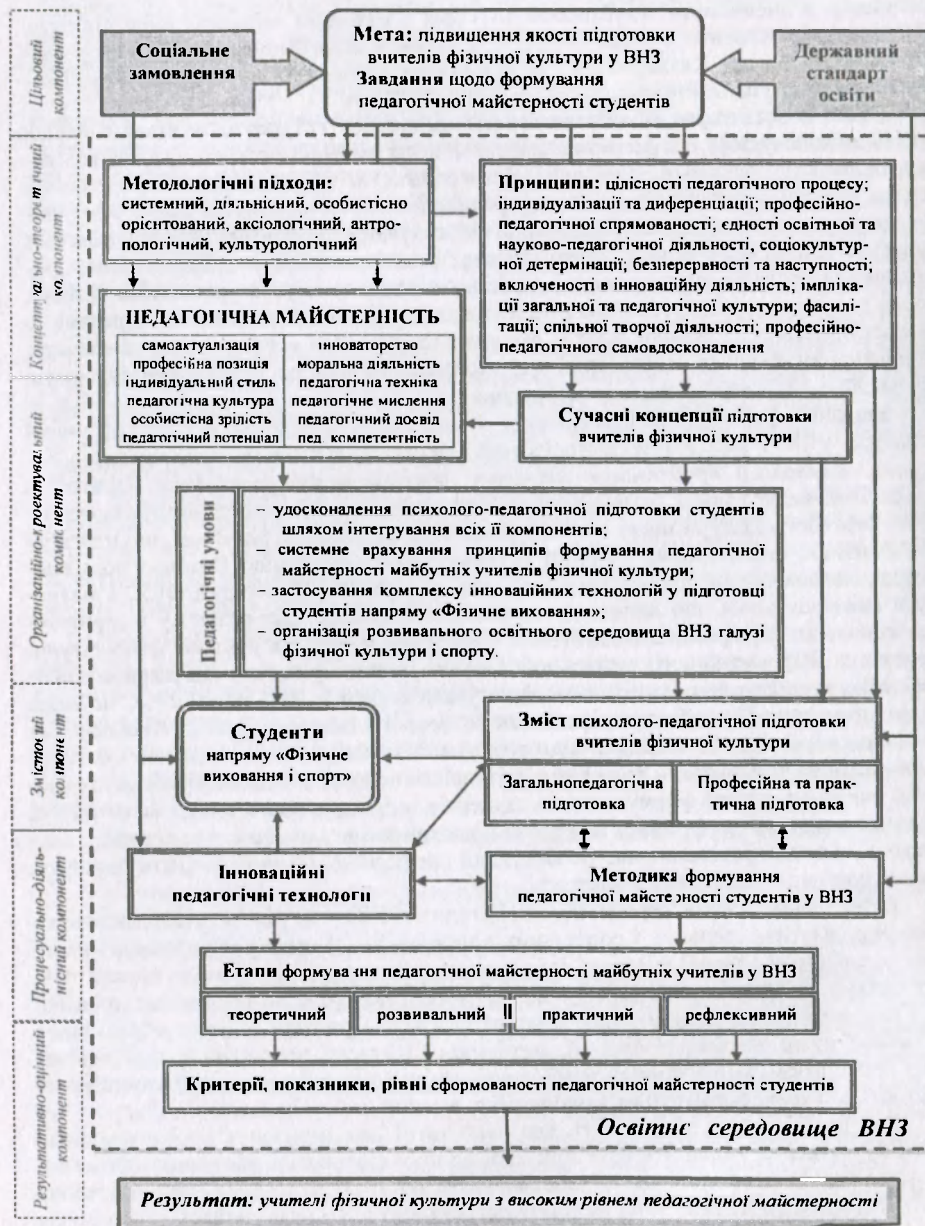 Цільовий
компонент
Соціальне
замовлення
Мета: підвищення якості підготовки
вчителів фізичної культури у ВНЗ
Завдання щодо формування
педагогічної майстерності студентів
Державний
стандарт
освіти
компонент
Методологічні підходи:
системний, діяльнісний, особистісно
орієнтований, аксіологічний, антро-
пологічний, культурологічний
Принципи: цілісності педагогічного процесу;
індивідуалізації та диференціації; професійно-
педагогічної спрямованості; єдності освітньої та
науково-педагогічної діяльності, соціокультур-
ної детермінації; безперервності та наступності;
включеності в інноваційну діяльність; імпліка-
ції загальної та педагогічної культури; фасилі-
тації; спільної творчої діяльності; професійно-
педагогічного самовдосконалення
ПЕДАГОГІЧНА МАЙСТЕРНІСТЬ
самоактуалізація
професійна позиція
індивідуальний стиль
педагогічна культура
особистісна зрілість
педагогічний потенціал
інноваторство
моральна діяльність
педагогічна техніка
педагогічне мислення
педагогічний досвід
пед. компетентність
Сучасні концепції підготовки
вчителів фізичної культури
Організаційно-проектувальний
компонент
Педагогічні умови
– удосконалення психолого-педагогічної підготовки студентів
шляхом інтегрування всіх її компонентів;
– системне врахування принципів формування педагогічної
майстерності майбутніх учителів фізичної культури;
– застосування комплексу інноваційних технологій у підготовці
студентів напряму «Фізичне виховання»;
– організація розвивального освітнього середовища ВНЗ галузі
фізичної культури і спорту.
Змістовий
компонент
Студенти
напряму «Фізичне
виховання і спорт»
Зміст психолого-педагогічної підготовки
вчителів фізичної культури
Загальнопедагогічна
підготовка
Професійна та прак-
тична підготовка
Процесуально-діяль-
нісний компонент
Інноваційні
педагогічні технології
Методика формування
педагогічної майстерності студентів у ВНЗ
Етапи формування педагогічної майстерності майбутніх учителів у ВНЗ
теоретичний
розвивальний
практичний
рефлексивний
Результативно-оцінний
компонент
Критерії, показники, рівні сформованості педагогічної майстерності студентів
Освітнє середовище ВНЗ
Результат: учителі фізичної культури з високим рівнем педагогічної майстерності